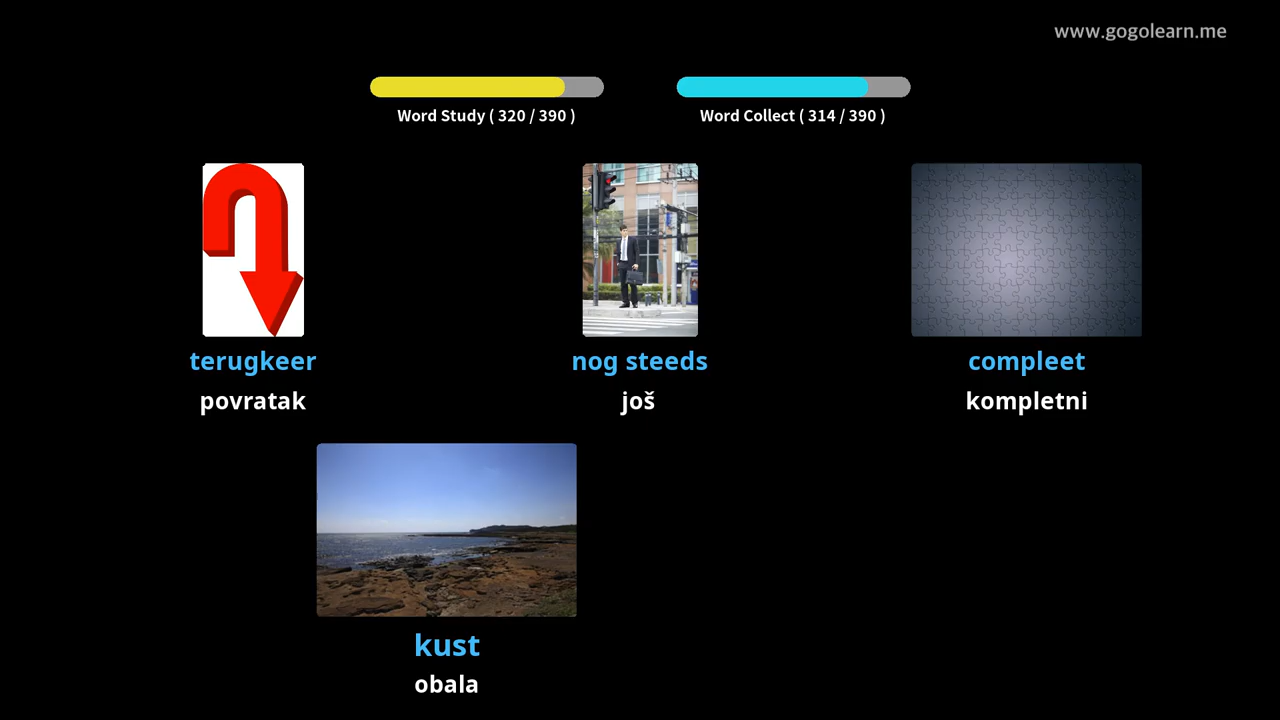 www.gogolearn.me
Word Study ( 320 / 390 )
Word Collect ( 314 / 390 )
terugkeer
povratak
nog steeds
još
compleet
kompletni
kust
obala